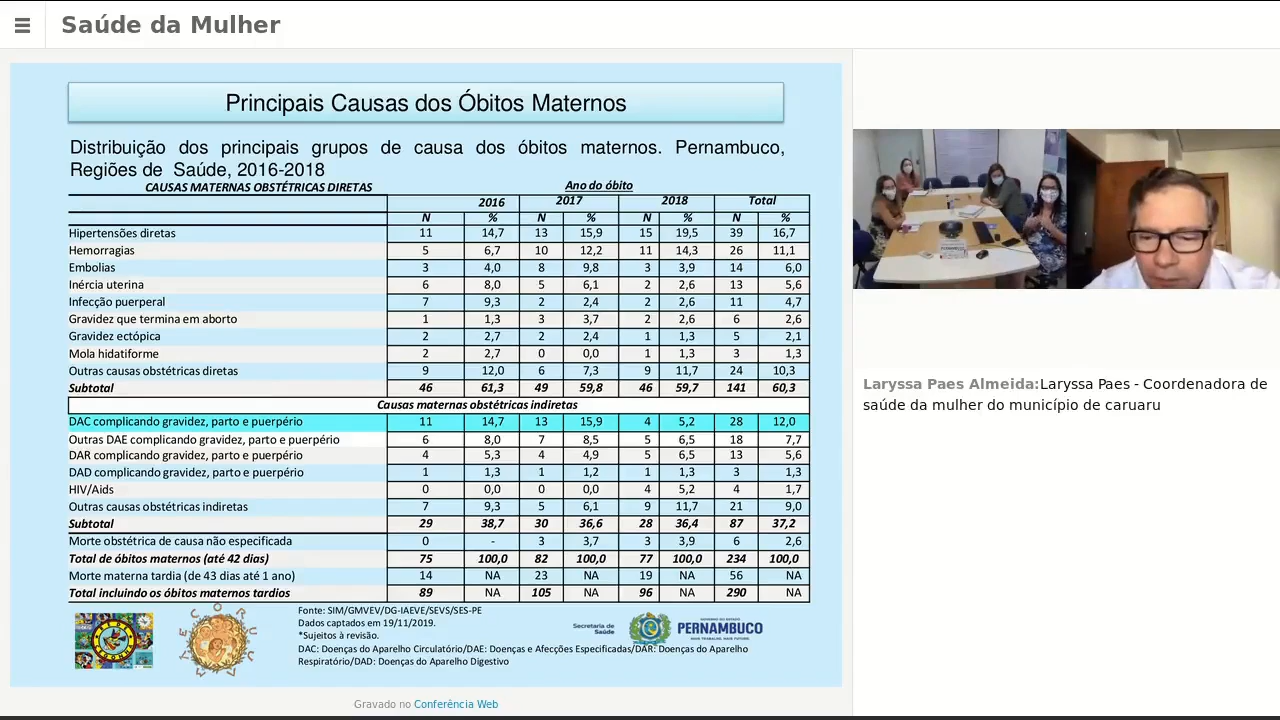 Saúde da Mulher
Principais Causas dos Óbitos Maternos
Distribuição dos principais grupos de causa dos óbitos maternos. Pernambuco,
Regiões de Saúde, 2016-2018
CAUSAS MATERNAS OBSTÉTRICAS DIRETAS Ano do óbito
2016 2017 2018 Total
N % N % N % N %
Hipertensões diretas 11 14,7 13 15,9 15 19,5 39 16,7
Hemorragias 5 6,7 10 12,2 11 14,3 26 11,1
Embolias 3 4,0 8 9,8 3 3,9 14 6,0
Inércia uterina 6 8,0 5 6,1 2 2,6 13 5,6
Infecção puerperal 7 9,3 2 2,4 2 2,6 11 4,7
Gravidez que termina em aborto 1 1,3 3 3,7 2 2,6 6 2,6
Gravidez ectópica 2 2,7 2 2,4 1 1,3 5 2,1
Mola hidatiforme 2 2,7 0 0,0 1 1,3 3 1,3
Outras causas obstétricas diretas 9 12,0 6 7,3 9 11,7 24 10,3
Subtotal 46 61,3 49 59,8 46 59,7 141 60,3
Causas maternas obstétricas indiretas
DAC complicando gravidez, parto e puerpério 11 14,7 13 15,9 4 5,2 28 12,0
Outras DAE complicando gravidez, parto e puerpério 6 8,0 7 8,5 5 6,5 18 7,7
DAR complicando gravidez, parto e puerpério 4 5,3 4 4,9 5 6,5 13 5,6
DAD complicando gravidez, parto e puerpério 1 1,3 1 1,2 1 1,3 3 1,3
HIV/Aids 0 0,0 0 0,0 4 5,2 4 1,7
Outras causas obstétricas indiretas 7 9,3 5 6,1 9 11,7 21 9,0
Subtotal 29 38,7 30 36,6 28 36,4 87 37,2
Morte obstétrica de causa não especificada 0 - 3 3,7 3 3,9 6 2,6
Total de óbitos maternos (até 42 dias) 75 100,0 82 100,0 77 100,0 234 100,0
Morte materna tardia (de 43 dias até 1 ano) 14 NA 23 NA 19 NA 56 NA
Total incluindo os óbitos maternos tardios 89 NA 105 NA 96 NA 290 NA
Fonte: SIM/GMVEV/DG-IAEVE/SEVS/SES-PE
Dados captados em 19/11/2019.
*Sujeitos à revisão.
DAC: Doenças do Aparelho Circulatório/DAE: Doenças e Afecções Especificadas/DAR: Doenças do Aparelho
Respiratório/DAD: Doenças do Aparelho Digestivo
Secretaria de
Saúde
PERNAMBUCO
Gravado no Conferência Web
Laryssa Paes Almeida:Laryssa Paes - Coordenadora de
saúde da mulher do município de caruaru